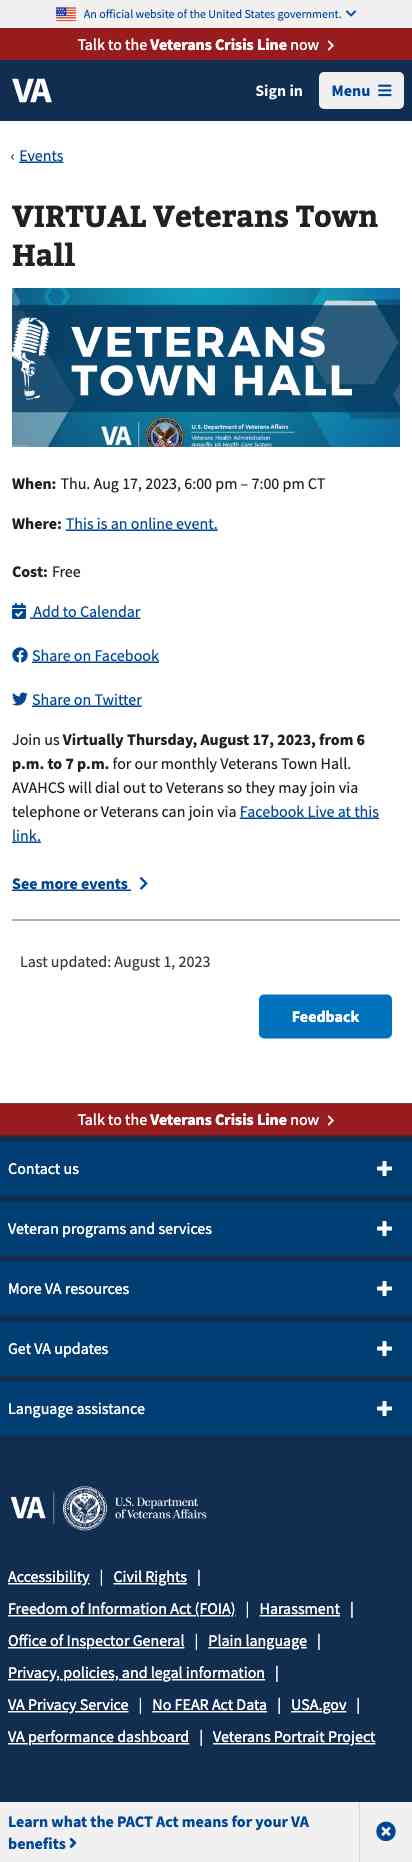 An official website of the United States government.
Talk to the Veterans Crisis Line now
VA
Sign in
Menu
‹ Events
VIRTUAL Veterans Town
Hall
VETERANS
TOWN HALL
VA
U.S. Department of Veterans Affairs
Veterans Health Administration
When: Thu. Aug 17, 2023, 6:00 pm – 7:00 pm CT
Where: This is an online event.
Cost: Free
Add to Calendar
Share on Facebook
Share on Twitter
Join us Virtually Thursday, August 17, 2023, from 6
p.m. to 7 p.m. for our monthly Veterans Town Hall.
AVAHCS will dial out to Veterans so they may join via
telephone or Veterans can join via Facebook Live at this
link.
See more events
Last updated: August 1, 2023
Feedback
Talk to the Veterans Crisis Line now
Contact us
Veteran programs and services
More VA resources
Get VA updates
Language assistance
VA
U.S. Department
of Veterans Affairs
Accessibility | Civil Rights |
Freedom of Information Act (FOIA) | Harassment |
Office of Inspector General | Plain language |
Privacy, policies, and legal information |
VA Privacy Service | No FEAR Act Data | USA.gov |
VA performance dashboard | Veterans Portrait Project
Learn what the PACT Act means for your VA
benefits